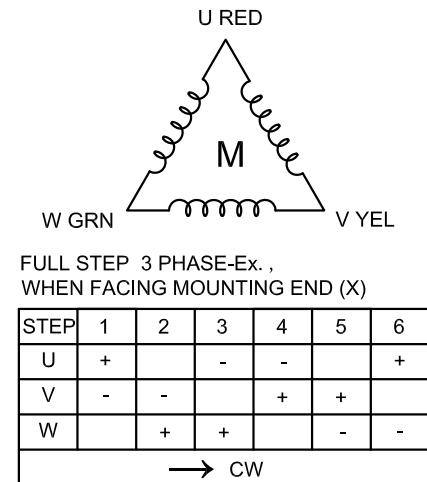 U RED
M
W GRN
V YEL
FULL STEP 3 PHASE-Ex. ,
WHEN FACING MOUNTING END (X)
STEP 1 2 3 4 5 6
U + - - +
V - - + +
W + + - -
→ CW